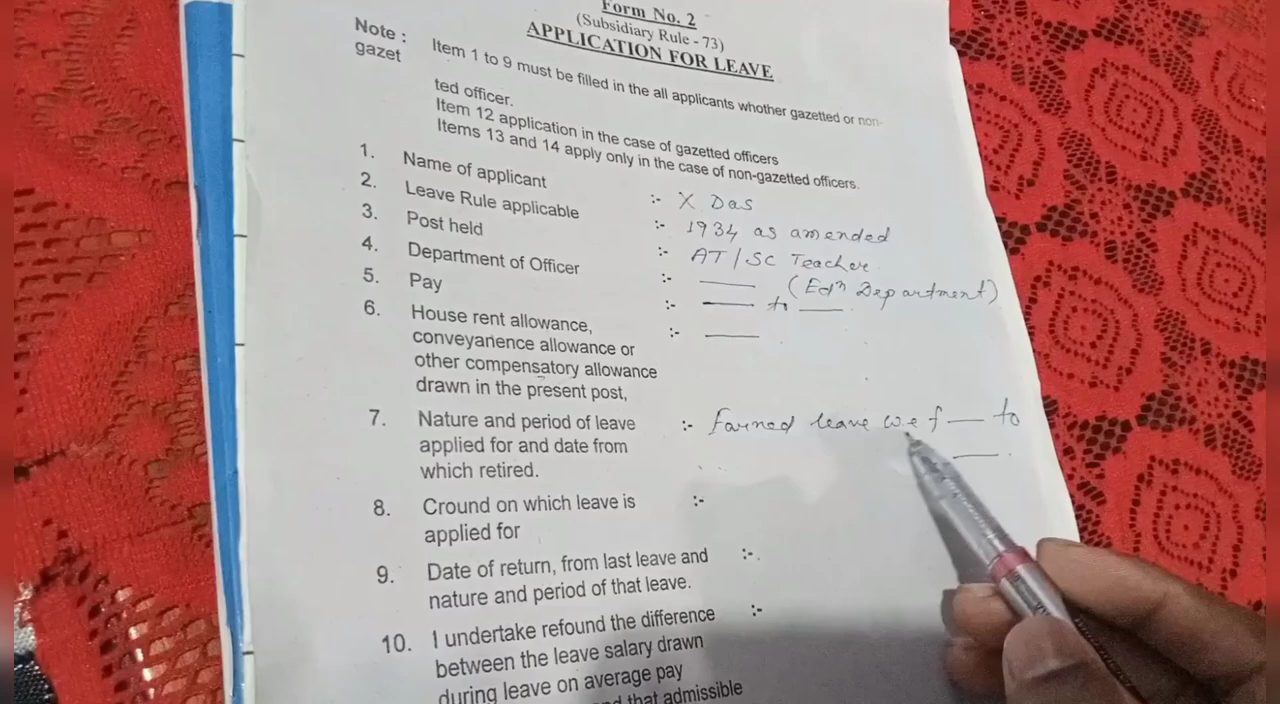 Form No. 2
(Subsidiary Rule - 73)
APPLICATION FOR LEAVE
Note : Item 1 to 9 must be filled in the all applicants whother gazetted or non-
gazet
ted officer.
Item 12 application in the case of gazetted officers
Items 13 and 14 apply only in the case of non-gazetted officers.
1. Name of applicant :- X Das
2. Leave Rule applicable :- 1934 as amended
3. Post held :- AT/SC Teacher
4. Department of Officer :- —— (Edn Department)
5. Pay :- —— to ——
6. House rent allowance, :- ——
conveyarience allowance or
other compensatory allowance
drawn in the present post,
7. Nature and period of leave :- Earned leave w.e.f — to
applied for and date from —.
which retired.
8. Cround on which leave is :-
applied for
9. Date of return, from last leave and :-
nature and period of that leave.
10. I undertake refound the difference :-
between the leave salary drawn
during leave on average pay
that admissible